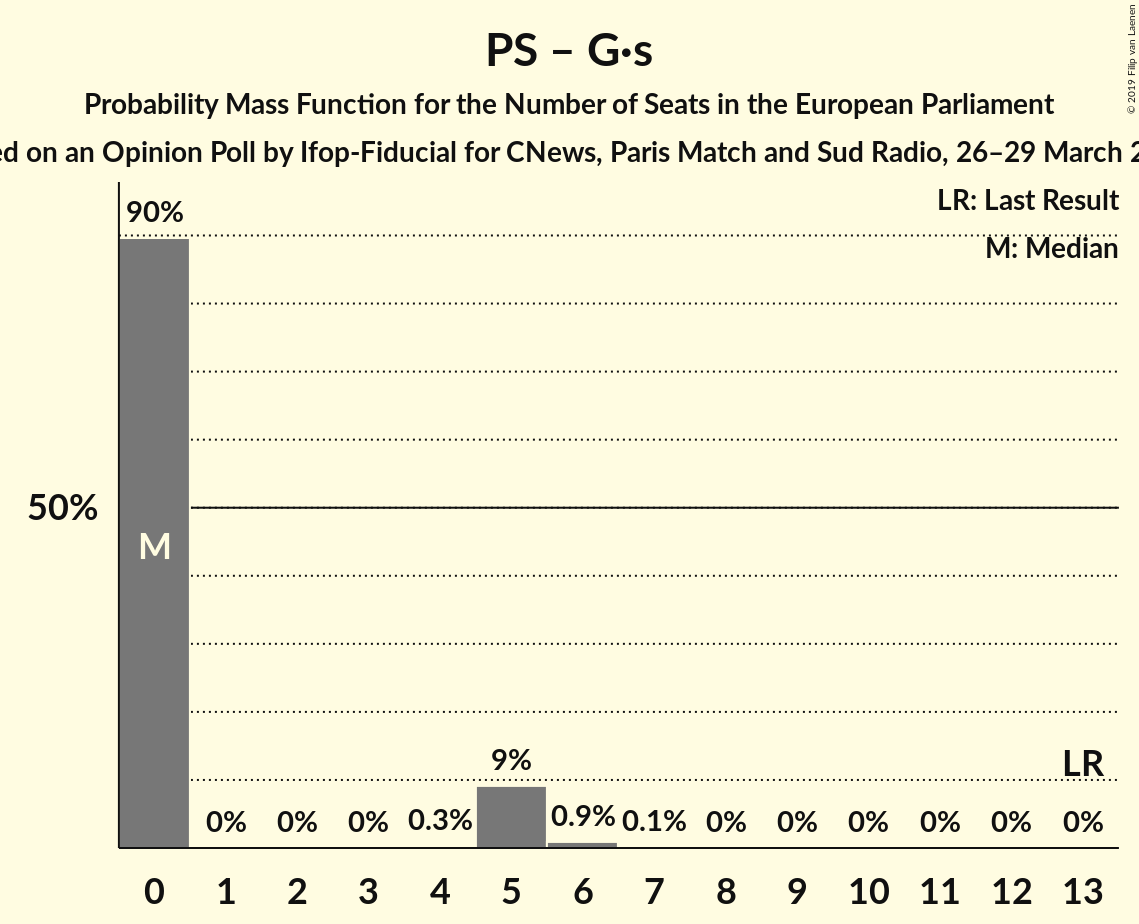 PS – G·s
Probability Mass Function for the Number of Seats in the European Parliament
on an Opinion Poll by Ifop-Fiducial for CNews, Paris Match and Sud Radio, 26–29 March
© 2019 Filip van Laenen
LR: Last Result
M: Median
90%
50%
M
9%
LR
0% 0% 0% 0.3% 0.9% 0.1% 0% 0% 0% 0% 0% 0%
0 1 2 3 4 5 6 7 8 9 10 11 12 13